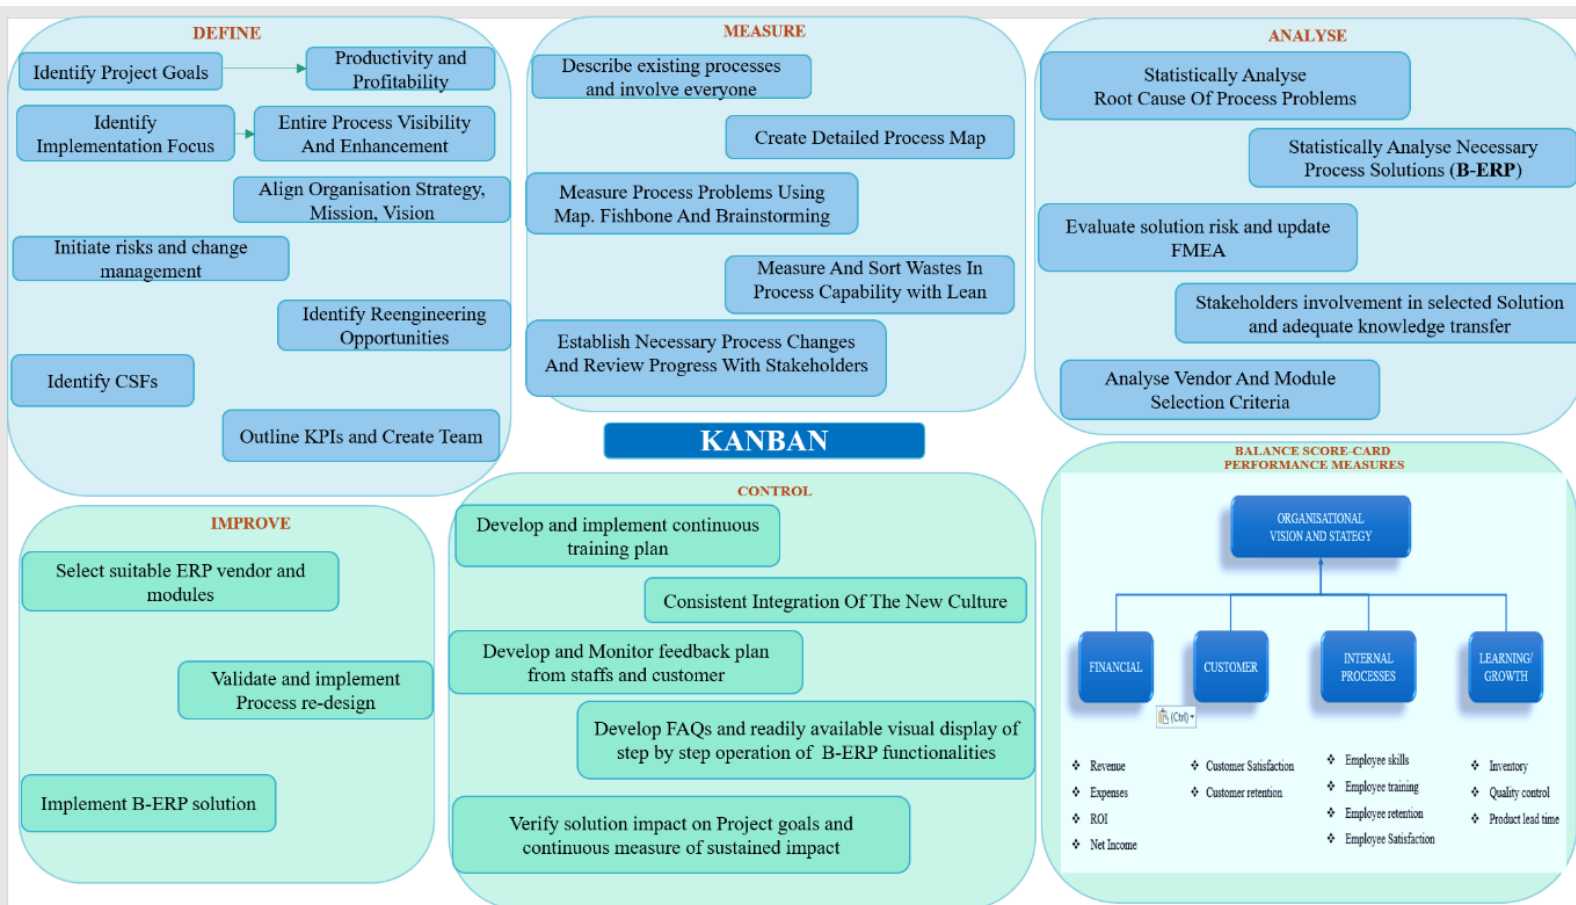 DEFINE
Identify Project Goals
Productivity and
Profitability
Identify
Implementation Focus
Entire Process Visibility
And Enhancement
Align Organisation Strategy,
Mission, Vision
Initiate risks and change
management
Identify Reengineering
Opportunities
Identify CSFs
Outline KPIs and Create Team
MEASURE
Describe existing processes
and involve everyone
Create Detailed Process Map
Measure Process Problems Using
Map. Fishbone And Brainstorming
Measure And Sort Wastes In
Process Capability with Lean
Establish Necessary Process Changes
And Review Progress With Stakeholders
ANALYSE
Statistically Analyse
Root Cause Of Process Problems
Statistically Analyse Necessary
Process Solutions (B-ERP)
Evaluate solution risk and update
FMEA
Stakeholders involvement in selected Solution
and adequate knowledge transfer
Analyse Vendor And Module
Selection Criteria
KANBAN
IMPROVE
Select suitable ERP vendor and
modules
Validate and implement
Process re-design
Implement B-ERP solution
CONTROL
Develop and implement continuous
training plan
Consistent Integration Of The New Culture
Develop and Monitor feedback plan
from staffs and customer
Develop FAQs and readily available visual display of
step by step operation of B-ERP functionalities
Verify solution impact on Project goals and
continuous measure of sustained impact
BALANCE SCORE-CARD
PERFORMANCE MEASURES
ORGANISATIONAL
VISION AND STATEGY
FINANCIAL
CUSTOMER
INTERNAL
PROCESSES
LEARNING/
GROWTH
(Ctrl)
Revenue
Expenses
ROI
Net Income
Customer Satisfaction
Customer retention
Employee skills
Employee training
Employee retention
Employee Satisfaction
Inventory
Quality control
Product lead time